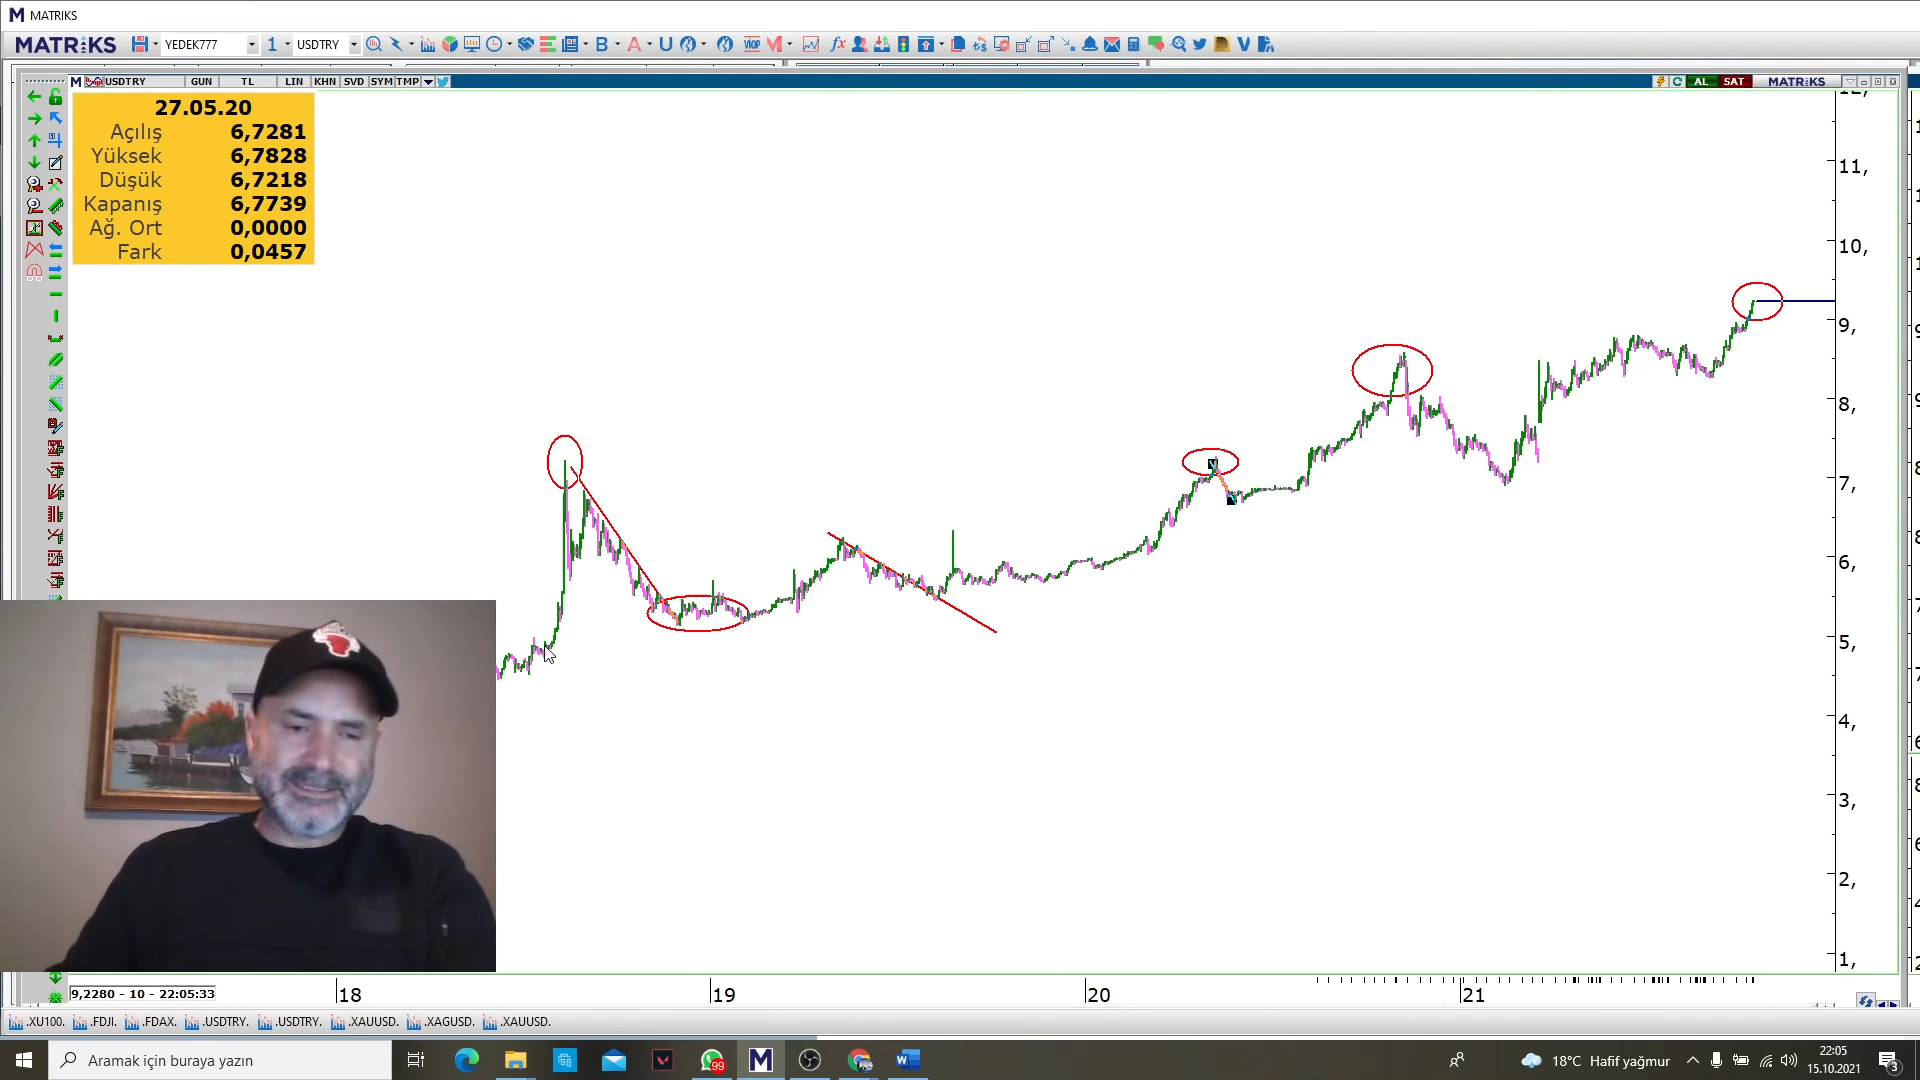 MATRIKS
MATRiKS YEDEK777 1 USDTRY B A U VIOP M fx V
USDTRY GUN TL LIN KHN SVD SYM TMP AL SAT MATRiKS
27.05.20
Açılış 6,7281
Yüksek 6,7828
Düşük 6,7218
Kapanış 6,7739
Ağ. Ort 0,0000
Fark 0,0457
11,
10,
9,
8,
7,
6,
5,
4,
3,
2,
1,
18 19 20 21
9,2280 - 10 - 22:05:33
.XU100. .FDJI. .FDAX. .USDTRY. .USDTRY. .XAUUSD. .XAGUSD. .XAUUSD.
Aramak için buraya yazın 99 18°C Hafif yağmur 22:05
15.10.2021 3